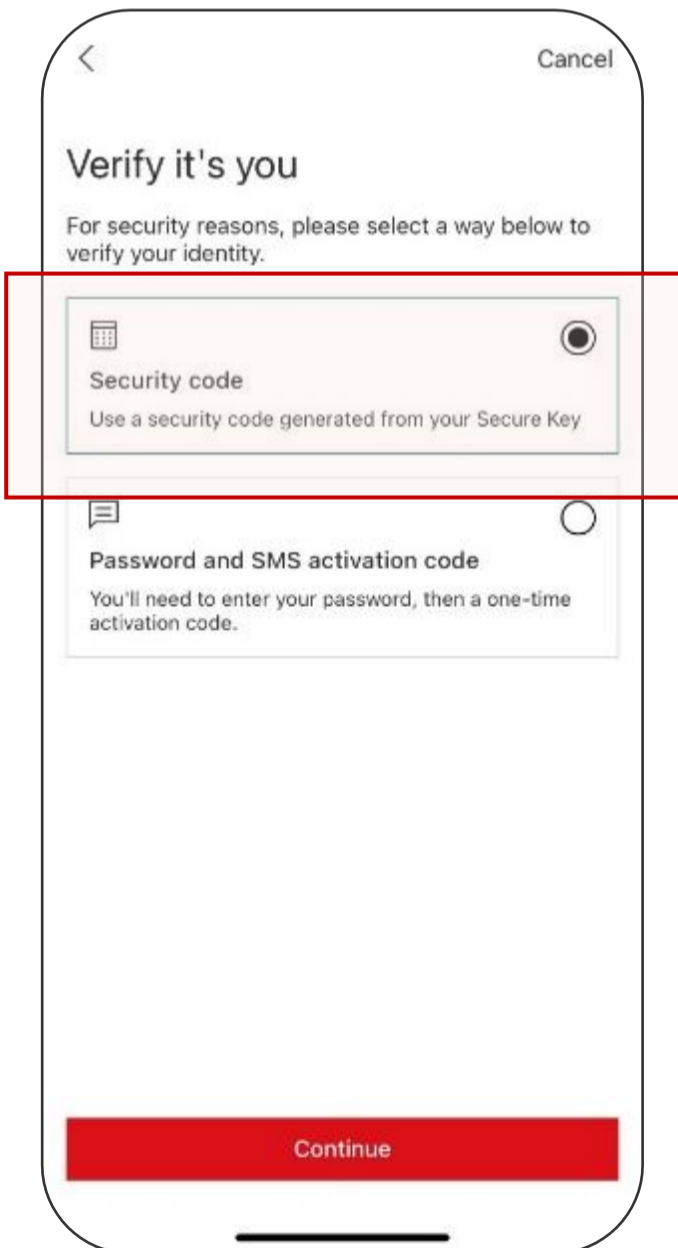 Cancel
Verify it's you
For security reasons, please select a way below to
verify your identity.
Security code
Use a security code generated from your Secure Key
Password and SMS activation code
You'll need to enter your password, then a one-time
activation code.
Continue